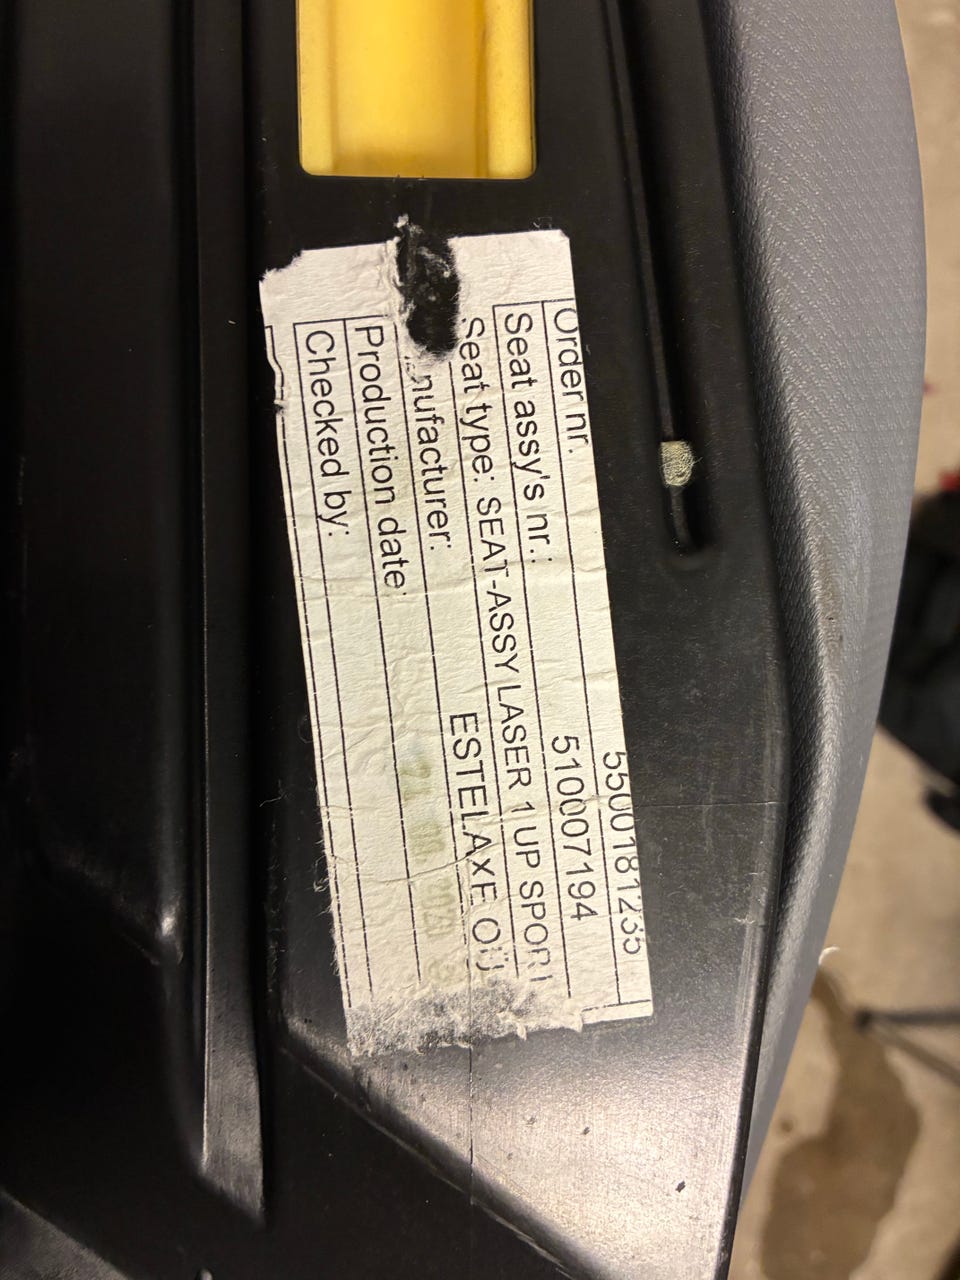 Order nr. 5500181235
Seat assy's nr.: 510007194
Seat type: SEAT-ASSY LASER 1 UP SPORT
nufacturer: ESTELAXE OÜ
Production date:
Checked by: